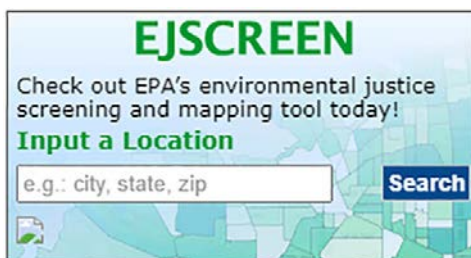 EJSCREEN
Check out EPA’s environmental justice
screening and mapping tool today!
Input a Location
e.g.: city, state, zip
Search